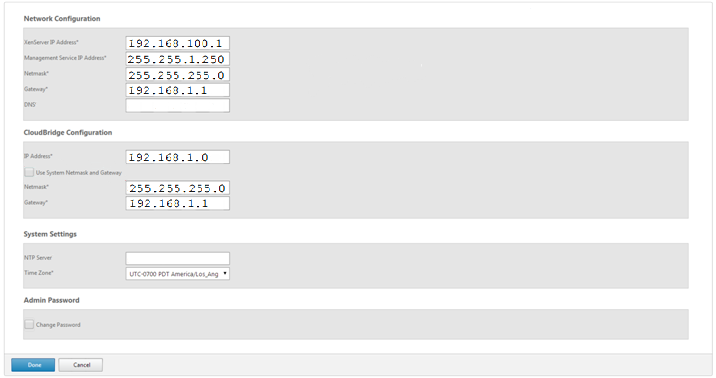 Network Configuration
XenServer IP Address* 192.168.100.1
Management Service IP Address* 255.255.1.250
Netmask* 255.255.255.0
Gateway* 192.168.1.1
DNS
CloudBridge Configuration
IP Address* 192.168.1.0
Use System Netmask and Gateway
Netmask* 255.255.255.0
Gateway* 192.168.1.1
System Settings
NTP Server
Time Zone* UTC-0700 PDT America/Los_Ang
Admin Password
Change Password
Done Cancel